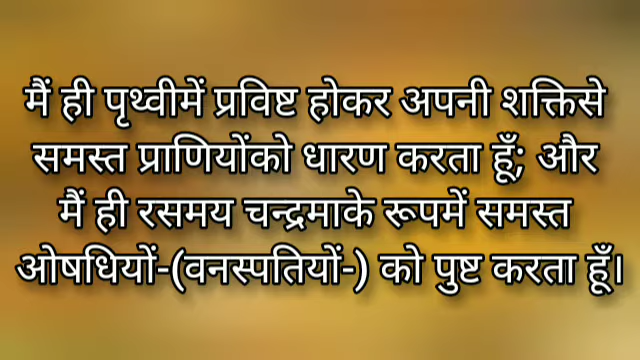 मैं ही पृथ्वीमें प्रविष्ट होकर अपनी शक्तिसे
समस्त प्राणियोंको धारण करता हूँ; और
मैं ही रसमय चन्द्रमाके रूपमें समस्त
ओषधियों-(वनस्पतियों-) को पुष्ट करता हूँ।